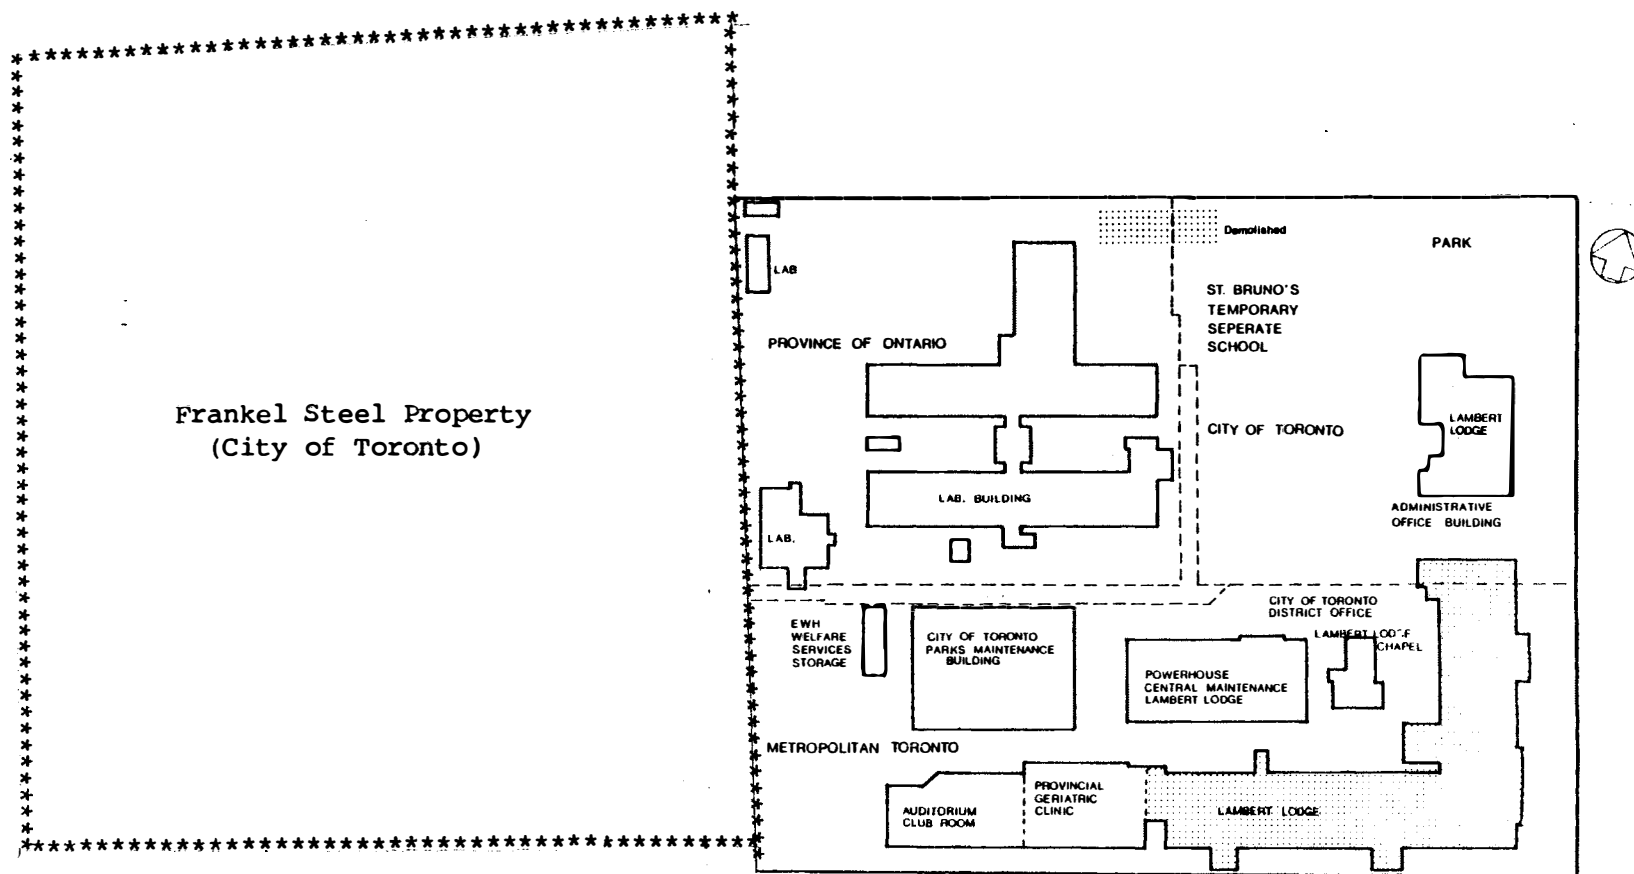 Demolished
PARK
LAB
ST. BRUNO'S
TEMPORARY
SEPERATE
SCHOOL
PROVINCE OF ONTARIO
Frankel Steel Property
(City of Toronto)
LAMBERT
LODGE
CITY OF TORONTO
LAB. BUILDING
ADMINISTRATIVE
OFFICE BUILDING
LAB.
EWH
WELFARE
SERVICES
STORAGE
CITY OF TORONTO
PARKS MAINTENANCE
BUILDING
CITY OF TORONTO
DISTRICT OFFICE
LAMBERT LODGE
CHAPEL
POWERHOUSE
CENTRAL MAINTENANCE
LAMBERT LODGE
METROPOLITAN TORONTO
AUDITORIUM
CLUB ROOM
PROVINCIAL
GERIATRIC
CLINIC
LAMBERT LODGE